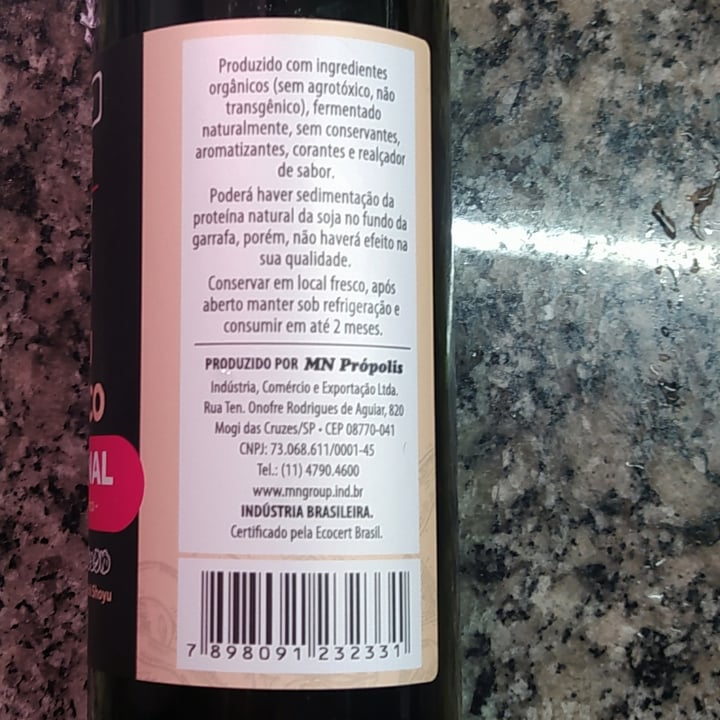 Produzido com ingredientes
orgânicos (sem agrotóxico, não
transgênico), fermentado
naturalmente, sem conservantes,
aromatizantes, corantes e realçador
de sabor.
Poderá haver sedimentação da
proteína natural da soja no fundo da
garrafa, porém, não haverá efeito na
sua qualidade.
Conservar em local fresco, após
aberto manter sob refrigeração e
consumir em até 2 meses.
PRODUZIDO POR MN Própolis
Indústria, Comércio e Exportação Ltda.
Rua Ten. Onofre Rodrigues de Aguiar, 820
Mogi das Cruzes/SP - CEP 08770-041
CNPJ: 73.068.611/0001-45
Tel.: (11) 4790.4600
www.mngroup.ind.br
INDÚSTRIA BRASILEIRA.
Certificado pela Ecocert Brasil.
7 898091 232331
Shoyu